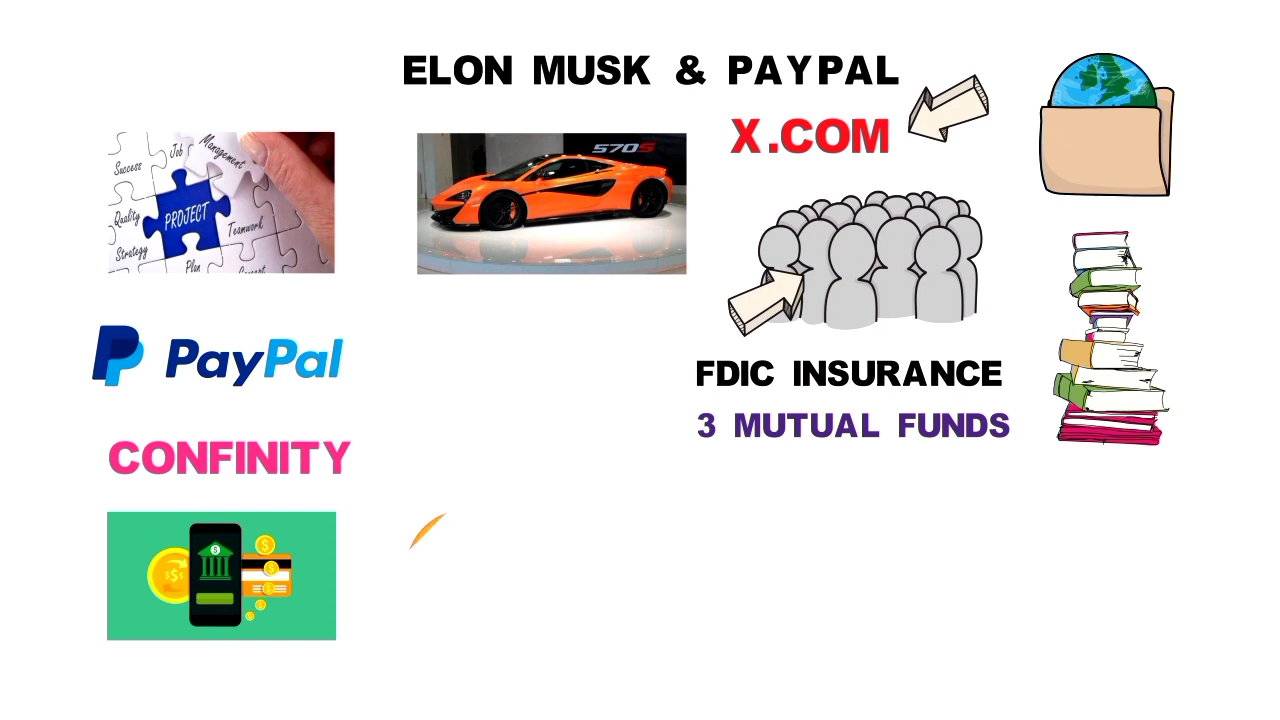 ELON MUSK & PAYPAL
X.COM
Success
Job
Management
PROJECT
Quality
Strategy
Teamwork
Plan
570S
FDIC INSURANCE
3 MUTUAL FUNDS
PayPal
CONFINITY
$
$
$
$
$